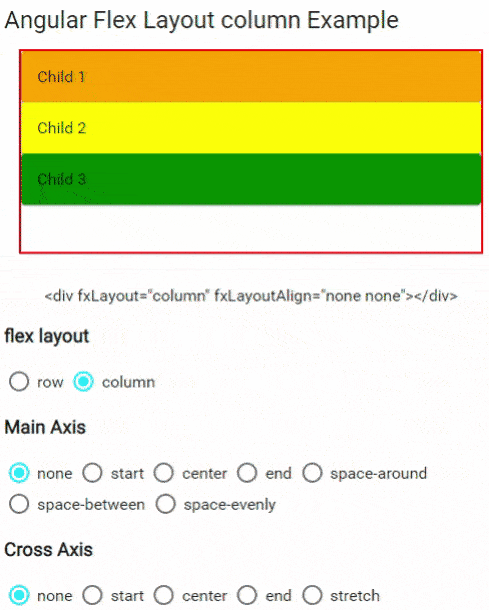 Angular Flex Layout column Example
Child 1
Child 2
Child 3
<div fxLayout="column" fxLayoutAlign="none none"></div>
flex layout
row column
Main Axis
none start center end space-around
space-between space-evenly
Cross Axis
none start center end stretch